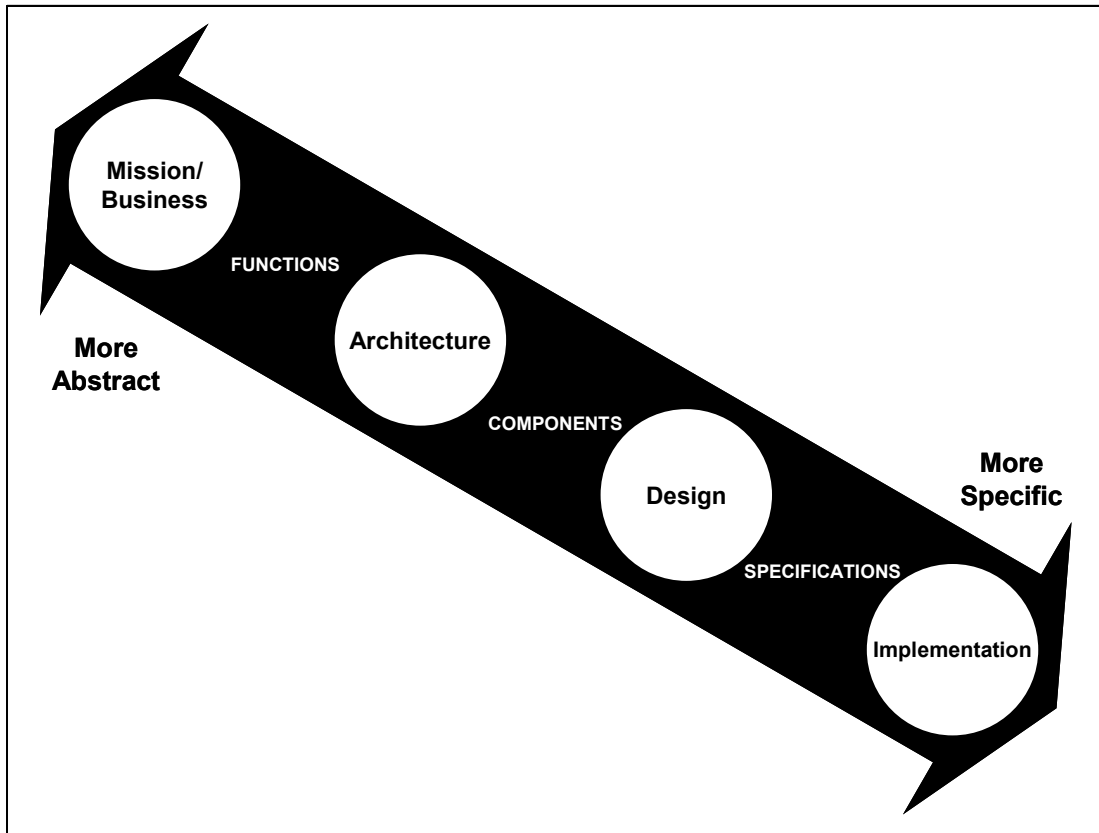 Mission/
Business
FUNCTIONS
Architecture
More
Abstract
COMPONENTS
Design
More
Specific
SPECIFICATIONS
Implementation